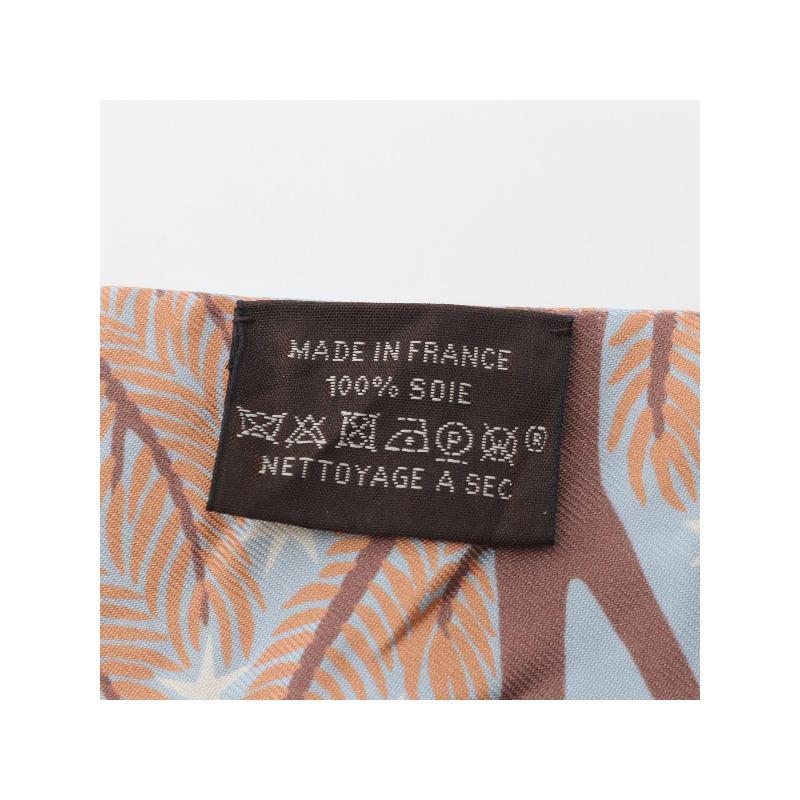 MADE IN FRANCE
100% SOIE
P ®
NETTOYAGE A SEC